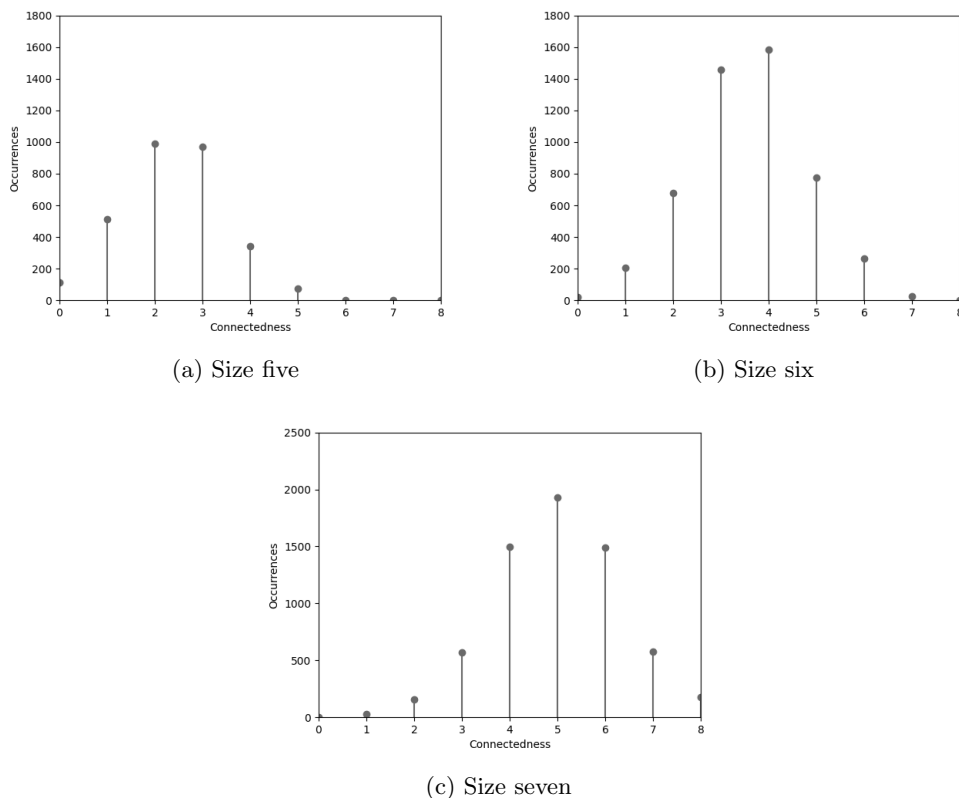 1800
1600
1400
1200
1000
800
600
400
200
0
Occurrences
0 1 2 3 4 5 6 7 8
Connectedness
(a) Size five
1800
1600
1400
1200
1000
800
600
400
200
0
Occurrences
0 1 2 3 4 5 6 7 8
Connectedness
(b) Size six
2500
2000
1500
1000
500
0
Occurrences
0 1 2 3 4 5 6 7 8
Connectedness
(c) Size seven